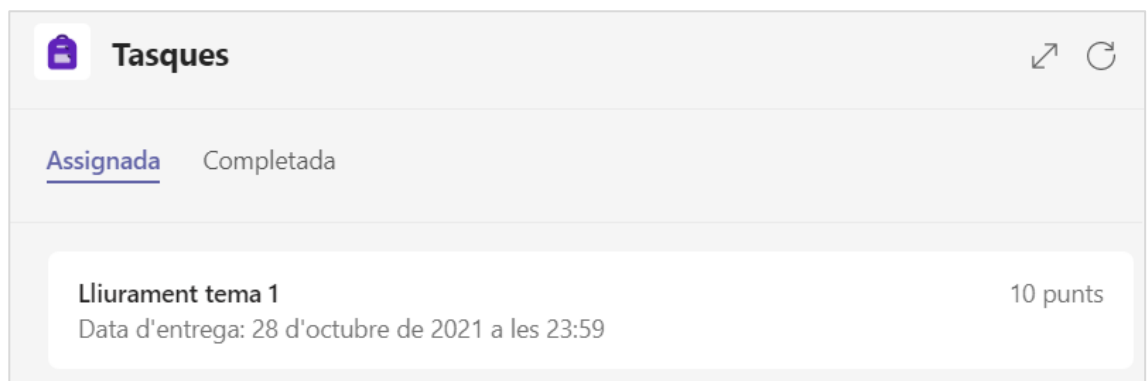 Tasques
Assignada Completada
Lliurament tema 1 10 punts
Data d'entrega: 28 d'octubre de 2021 a les 23:59